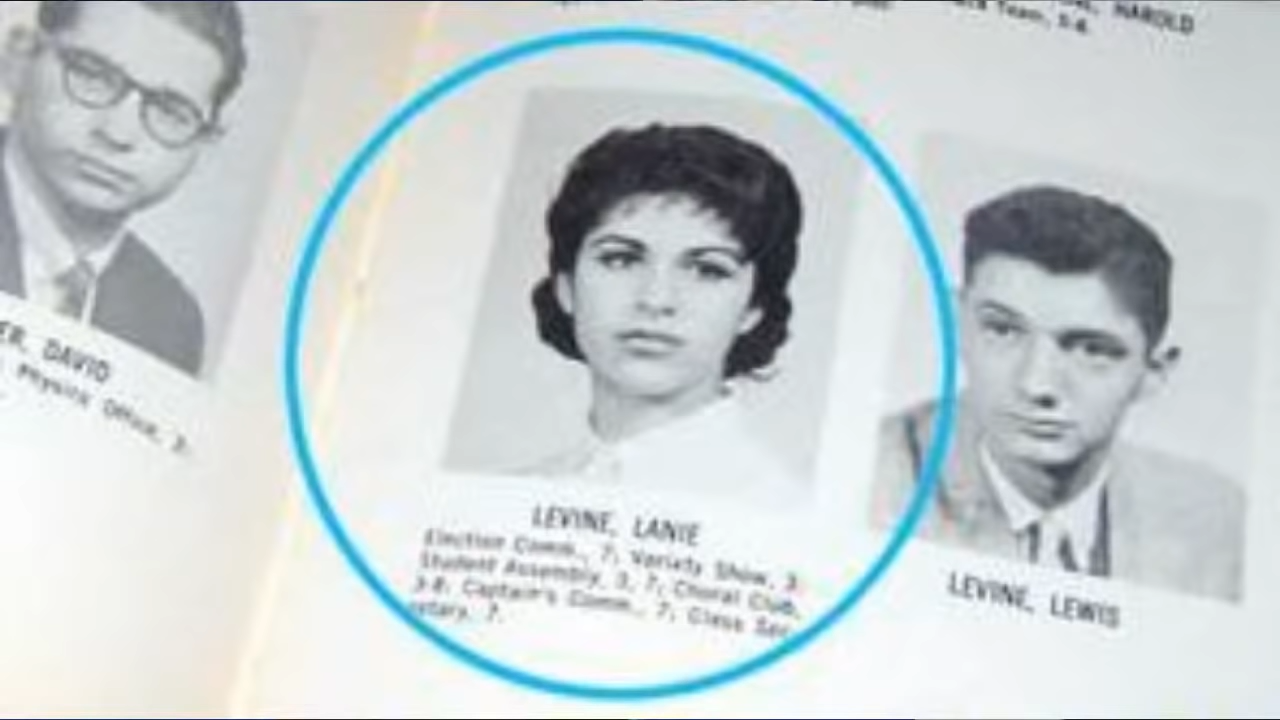 HAROLD
Team, 3-8.
ER, DAVID
Physics Office, 7.
LEVINE, LANIE
Election Comm., 7; Variety Show, 3;
Student Assembly, 3, 7; Choral Club,
3-8; Captain's Comm., 7; Class Sec-
retary, 7.
LEVINE, LEWIS